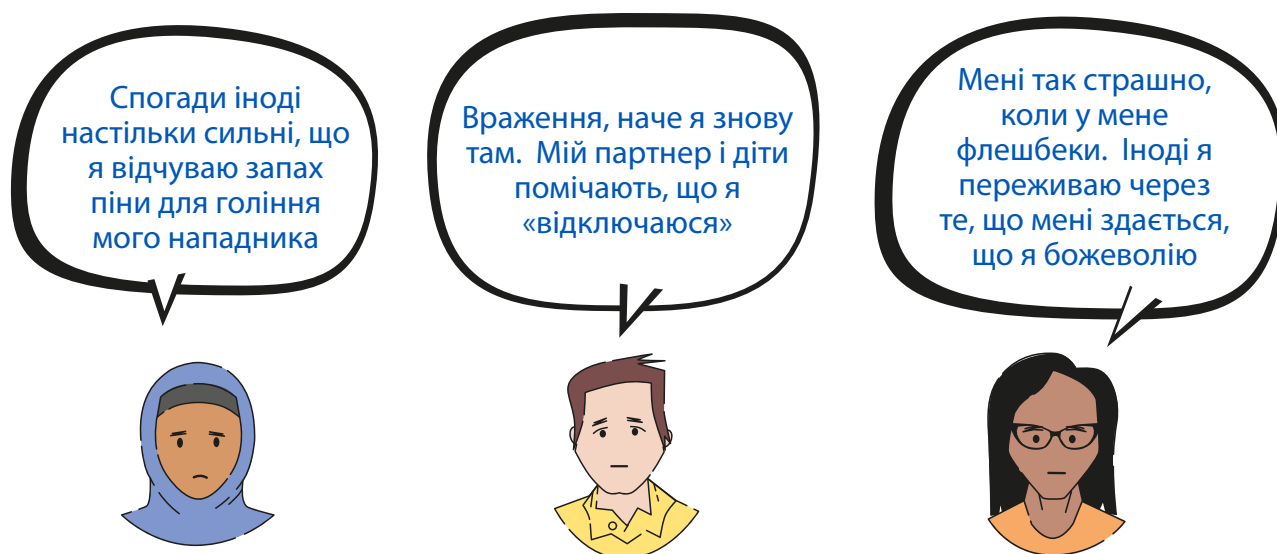 Спогади іноді
настільки сильні, що
я відчуваю запах
піни для гоління
мого нападника
Враження, наче я знову
там.  Мій партнер і діти
помічають, що я
«відключаюся»
Мені так страшно,
коли у мене
флешбеки.  Іноді я
переживаю через
те, що мені здається,
що я божеволію